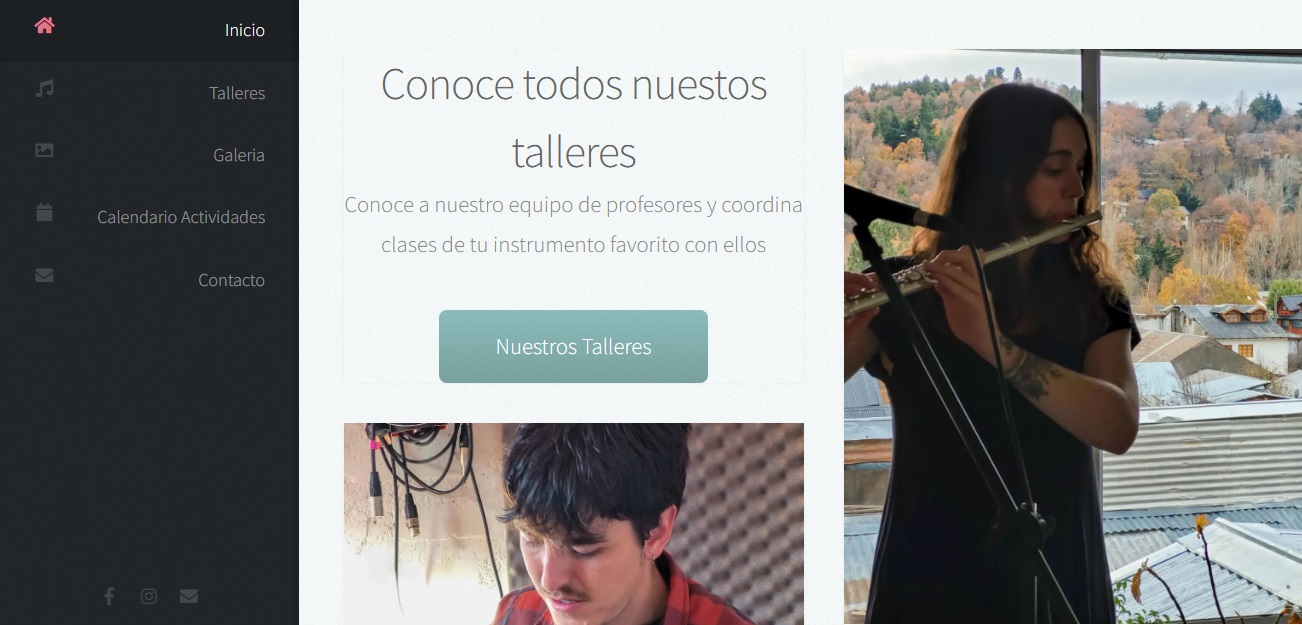 Inicio
Talleres
Galeria
Calendario Actividades
Contacto
Conoce todos nuestos
talleres
Conoce a nuestro equipo de profesores y coordina
clases de tu instrumento favorito con ellos
Nuestros Talleres